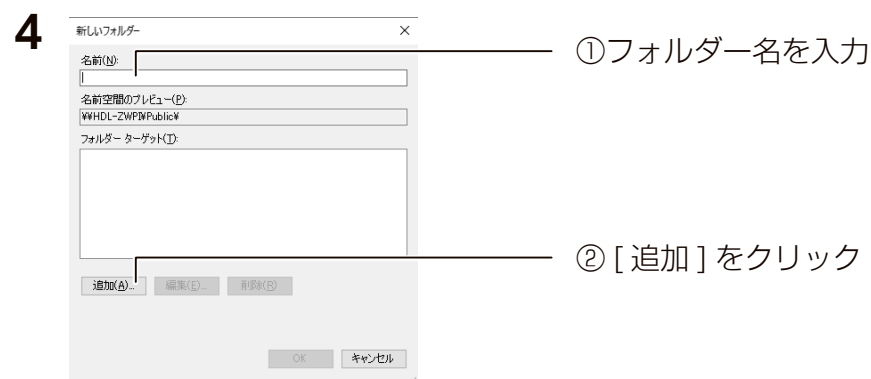 4
新しいフォルダー
名前(N):
①フォルダー名を入力
名前空間のプレビュー(P):
¥¥HDL-ZWPI¥Public¥
フォルダー ターゲット(T):
②[ 追加 ] をクリック
追加(A)... 編集(E)... 削除(R)
OK キャンセル